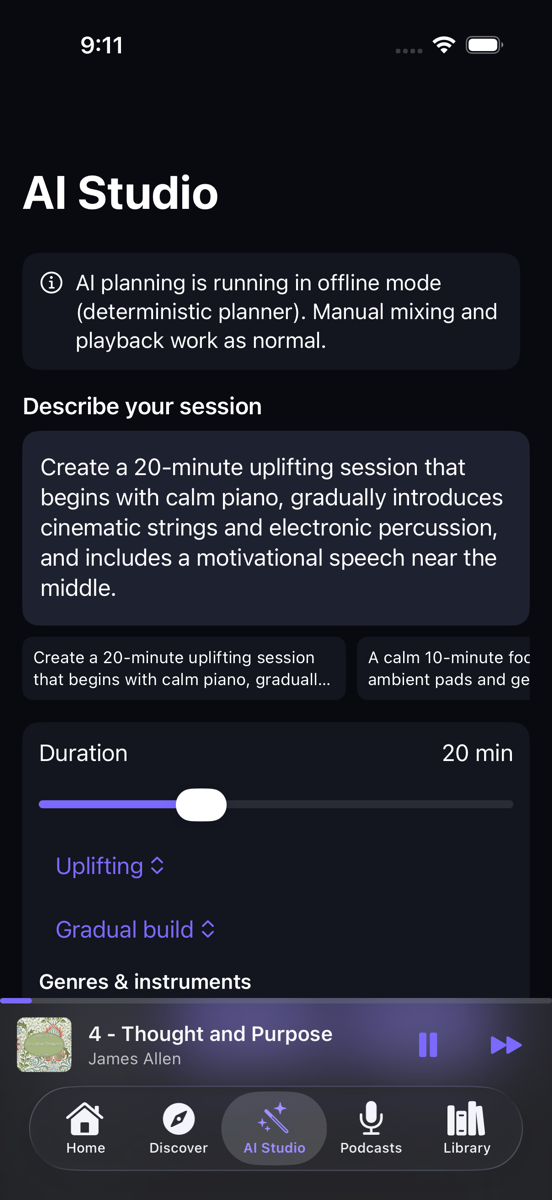 9:11
AI Studio
AI planning is running in offline mode
(deterministic planner). Manual mixing and
playback work as normal.
Describe your session
Create a 20-minute uplifting session that
begins with calm piano, gradually introduces
cinematic strings and electronic percussion,
and includes a motivational speech near the
middle.
Create a 20-minute uplifting session
that begins with calm piano, graduall...
A calm 10-minute foc
ambient pads and ge
Duration
20 min
Uplifting
Gradual build
Genres & instruments
4 - Thought and Purpose
James Allen
Home
Discover
AI Studio
Podcasts
Library